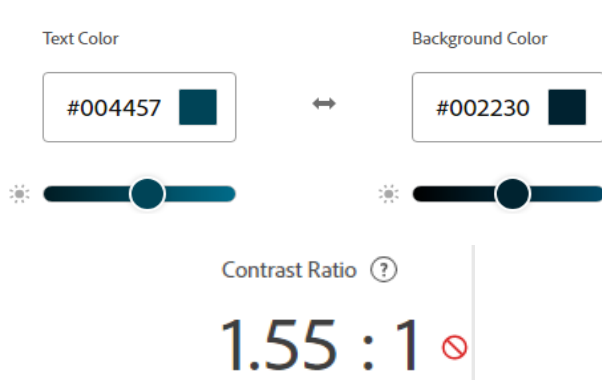 Text Color Background Color
#004457 #002230
Contrast Ratio ?
1.55 : 1